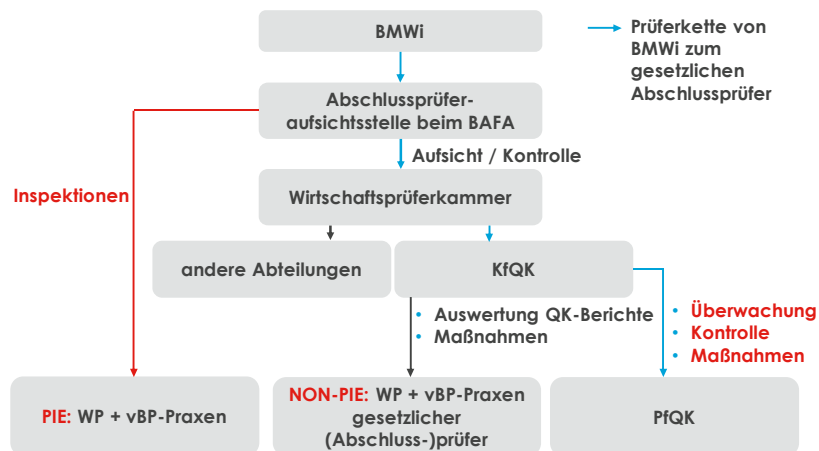 BMWi
Prüferkette von
BMWi zum
gesetzlichen
Abschlussprüfer
Abschlussprüfer-
aufsichtsstelle beim BAFA
Aufsicht / Kontrolle
Inspektionen
Wirtschaftsprüferkammer
andere Abteilungen
KfQK
• Auswertung QK-Berichte
• Maßnahmen
• Überwachung
• Kontrolle
• Maßnahmen
PIE: WP + vBP-Praxen
NON-PIE: WP + vBP-Praxen
gesetzlicher
(Abschluss-)prüfer
PfQK